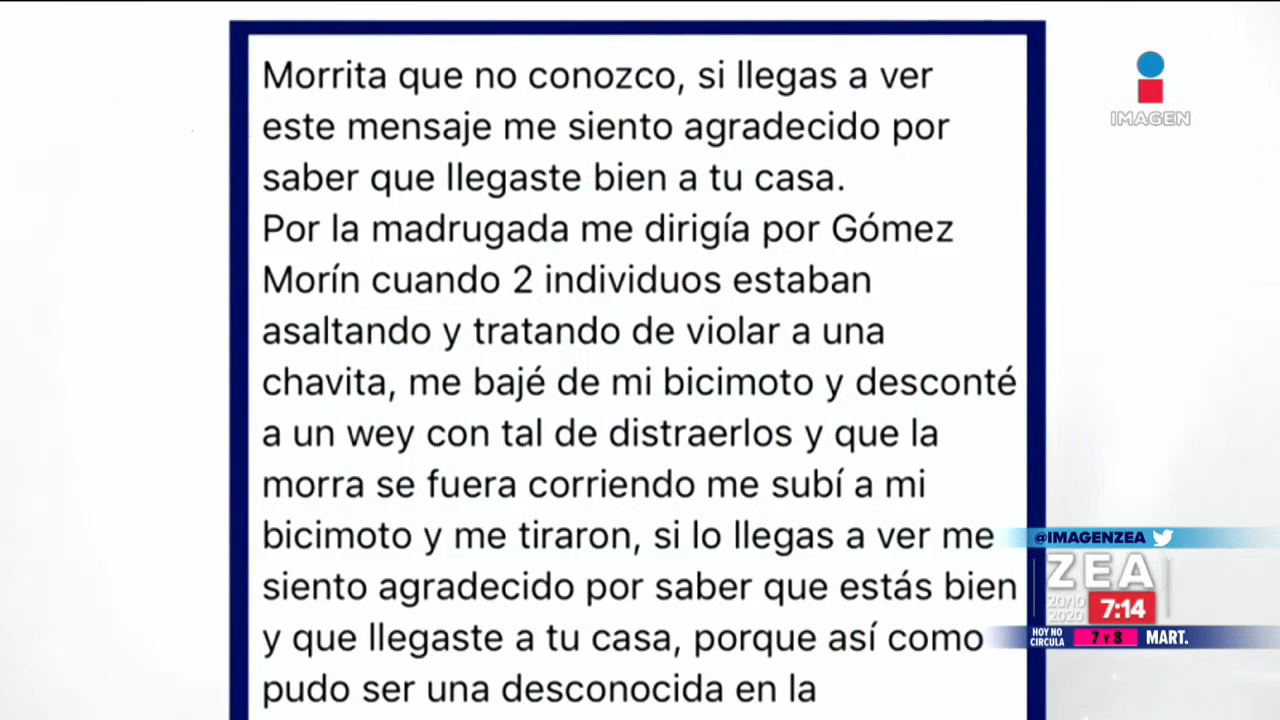 Morrita que no conozco, si llegas a ver
este mensaje me siento agradecido por
saber que llegaste bien a tu casa.
Por la madrugada me dirigía por Gómez
Morín cuando 2 individuos estaban
asaltando y tratando de violar a una
chavita, me bajé de mi bicimoto y desconté
a un wey con tal de distraerlos y que la
morra se fuera corriendo me subí a mi
bicimoto y me tiraron, si lo llegas a ver me
siento agradecido por saber que estás bien
y que llegaste a tu casa, porque así como
pudo ser una desconocida en la
IMAGEN
@IMAGENZEA
ZEA
20/10
2020
7:14
HOY NO
CIRCULA
7 Y 8
MART.